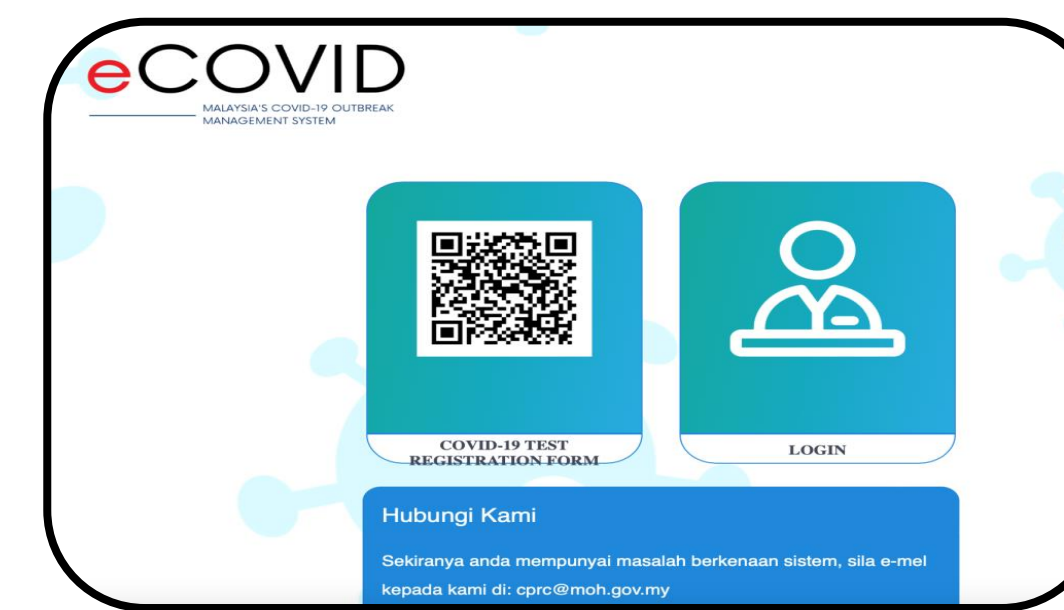 eCOVID
MALAYSIA'S COVID-19 OUTBREAK
MANAGEMENT SYSTEM
COVID-19 TEST
REGISTRATION FORM
LOGIN
Hubungi Kami
Sekiranya anda mempunyai masalah berkenaan sistem, sila e-mel
kepada kami di: cprc@moh.gov.my